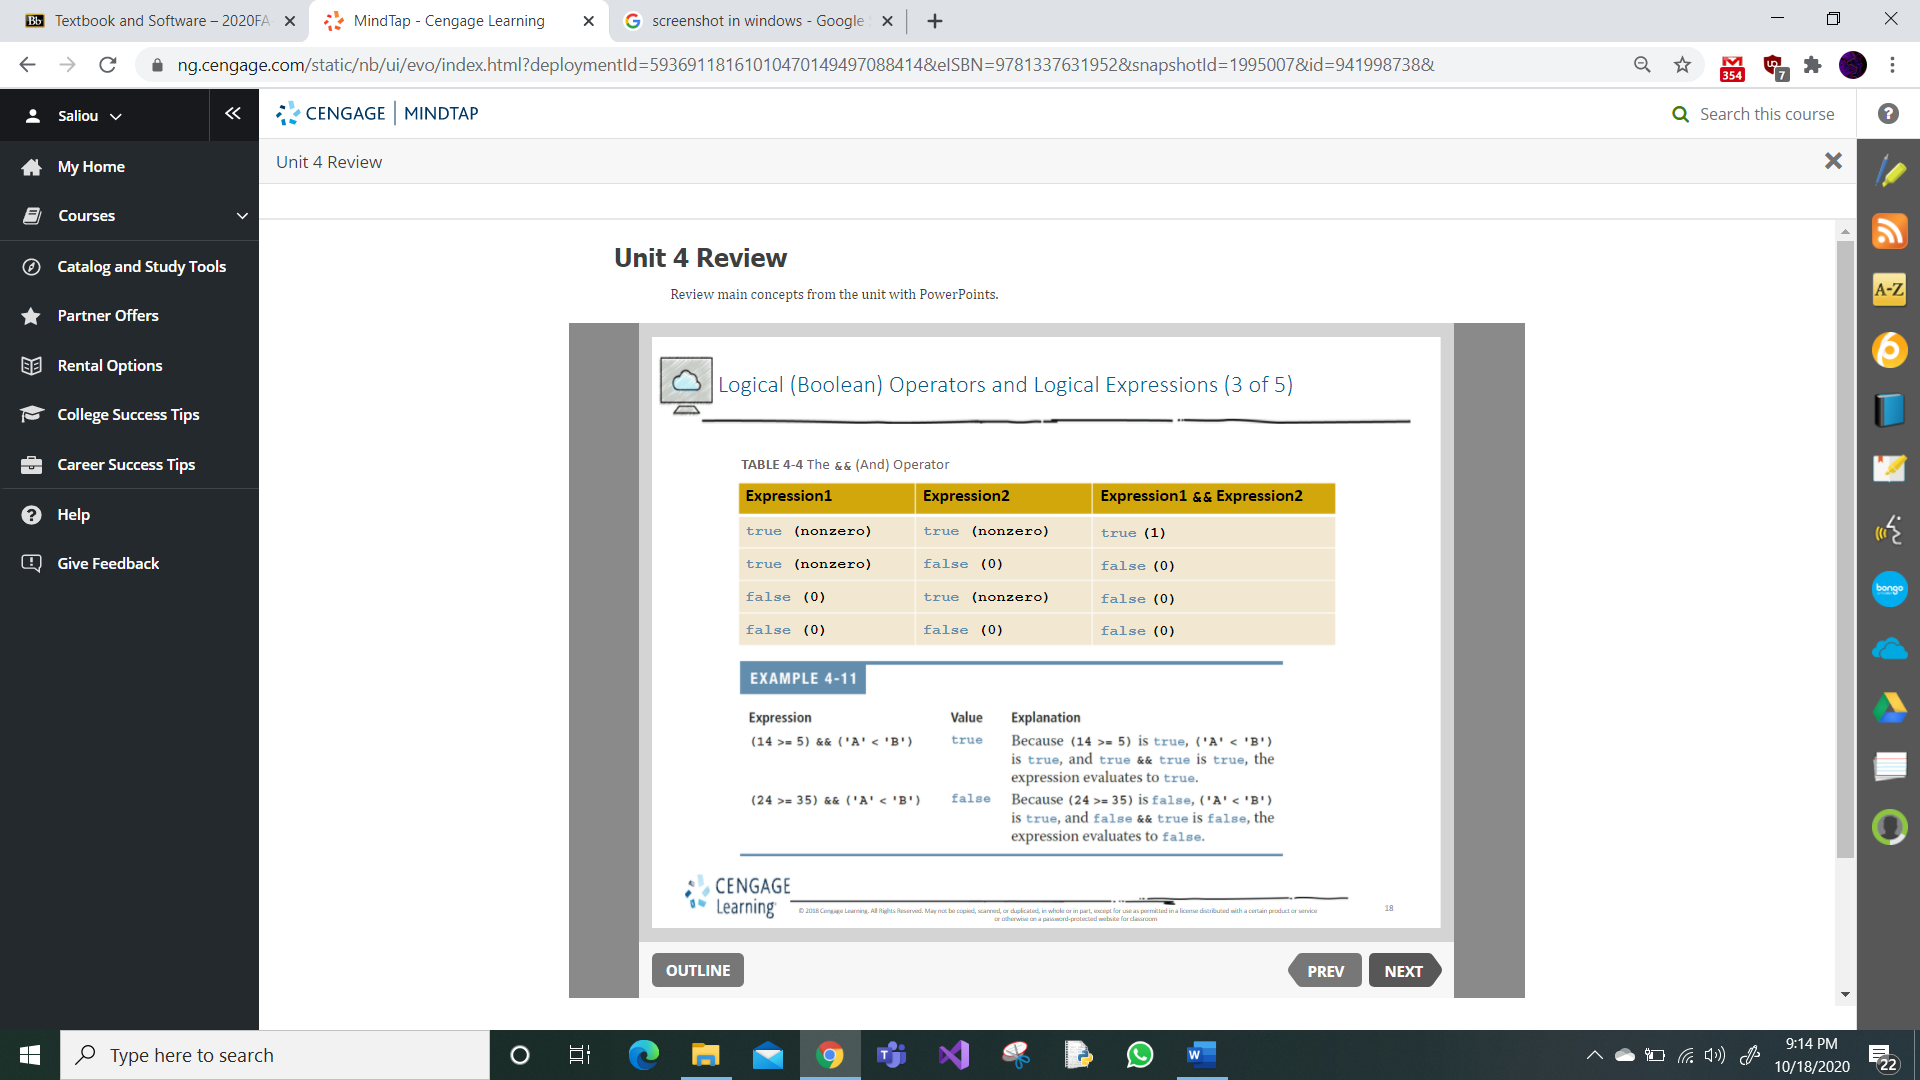 Textbook and Software – 2020FA
MindTap - Cengage Learning
screenshot in windows - Google
ng.cengage.com/static/nb/ui/evo/index.html?deploymentId=59369118161010470149497088414&eISBN=9781337631952&snapshotId=1995007&id=941998738&
354
7
Saliou
CENGAGE | MINDTAP
Search this course
Unit 4 Review
My Home
Courses
Catalog and Study Tools
Partner Offers
Rental Options
College Success Tips
Career Success Tips
Help
Give Feedback
A-Z
bongo
Unit 4 Review
Review main concepts from the unit with PowerPoints.
Logical (Boolean) Operators and Logical Expressions (3 of 5)
TABLE 4-4 The && (And) Operator
Expression1 Expression2 Expression1 && Expression2
true (nonzero) true (nonzero) true (1)
true (nonzero) false (0) false (0)
false (0) true (nonzero) false (0)
false (0) false (0) false (0)
EXAMPLE 4-11
Expression Value Explanation
(14 >= 5) && ('A' < 'B') true Because (14 >= 5) is true, ('A' < 'B')
is true, and true && true is true, the
expression evaluates to true.
(24 >= 35) && ('A' < 'B') false Because (24 >= 35) is false, ('A' < 'B')
is true, and false && true is false, the
expression evaluates to false.
CENGAGE
Learning
© 2018 Cengage Learning. All Rights Reserved. May not be copied, scanned, or duplicated, in whole or in part, except for use as permitted in a license distributed with a certain product or service
or otherwise on a password-protected website for classroom
18
OUTLINE
PREV
NEXT
Type here to search
9:14 PM
10/18/2020
22